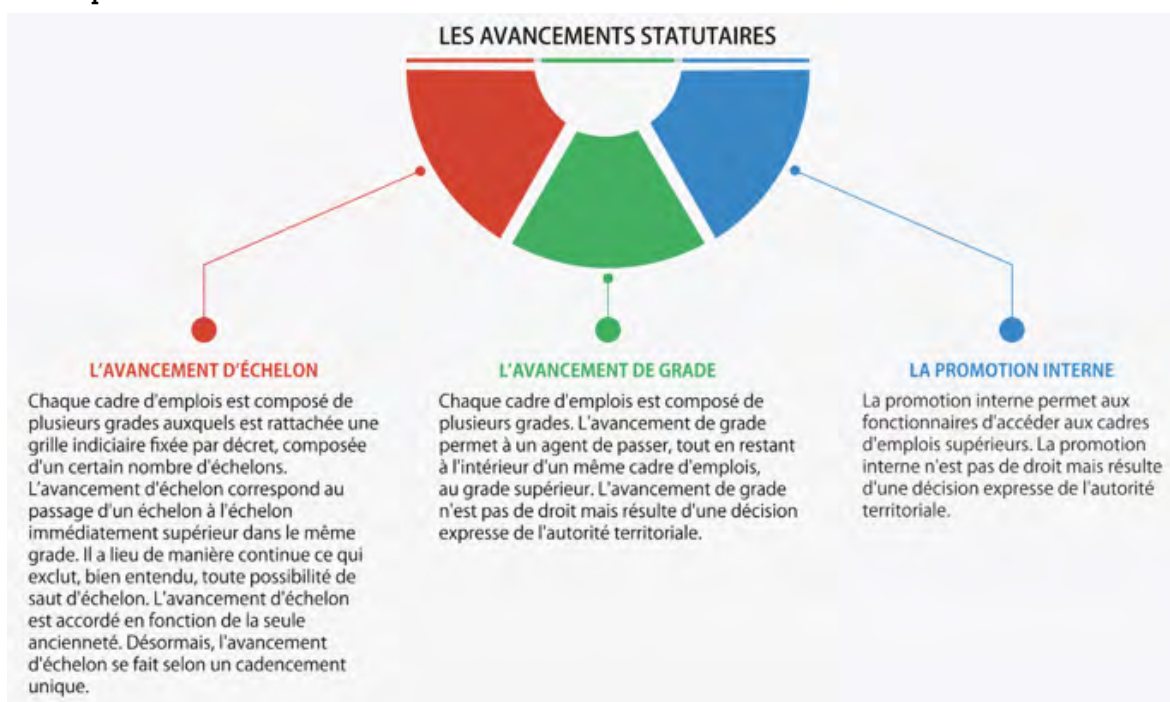 LES AVANCEMENTS STATUTAIRES
L'AVANCEMENT D'ÉCHELON
Chaque cadre d'emplois est composé de
plusieurs grades auxquels est rattachée une
grille indiciaire fixée par décret, composée
d'un certain nombre d'échelons.
L'avancement d'échelon correspond au
passage d'un échelon à l'échelon
immédiatement supérieur dans le même
grade. Il a lieu de manière continue ce qui
exclut, bien entendu, toute possibilité de
saut d'échelon. L'avancement d'échelon
est accordé en fonction de la seule
ancienneté. Désormais, l'avancement
d'échelon se fait selon un cadencement
unique.
L'AVANCEMENT DE GRADE
Chaque cadre d'emplois est composé de
plusieurs grades. L'avancement de grade
permet à un agent de passer, tout en restant
à l'intérieur d'un même cadre d'emplois,
au grade supérieur. L'avancement de grade
n'est pas de droit mais résulte d'une décision
expresse de l'autorité territoriale.
LA PROMOTION INTERNE
La promotion interne permet aux
fonctionnaires d'accéder aux cadres
d'emplois supérieurs. La promotion
interne n'est pas de droit mais résulte
d'une décision expresse de l'autorité
territoriale.